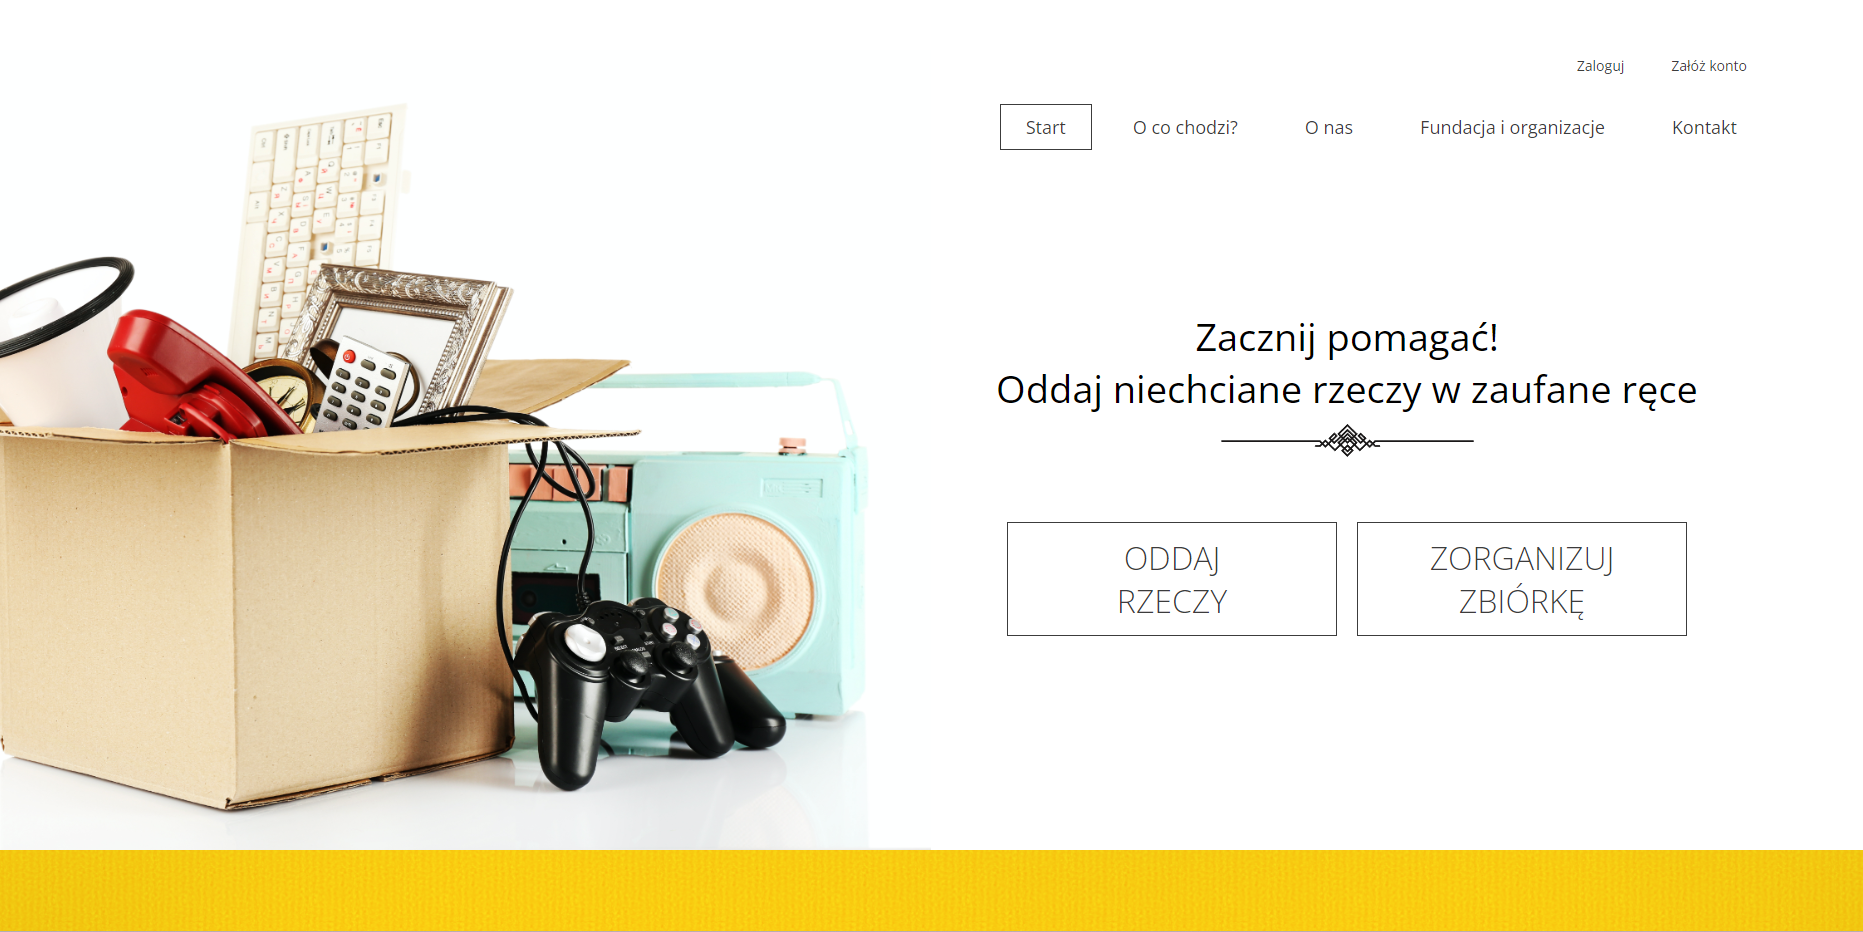 Zaloguj Załóż konto
Start O co chodzi? O nas Fundacja i organizacje Kontakt
Zacznij pomagać!
Oddaj niechciane rzeczy w zaufane ręce
ODDAJ
RZECZY
ZORGANIZUJ
ZBIÓRKĘ